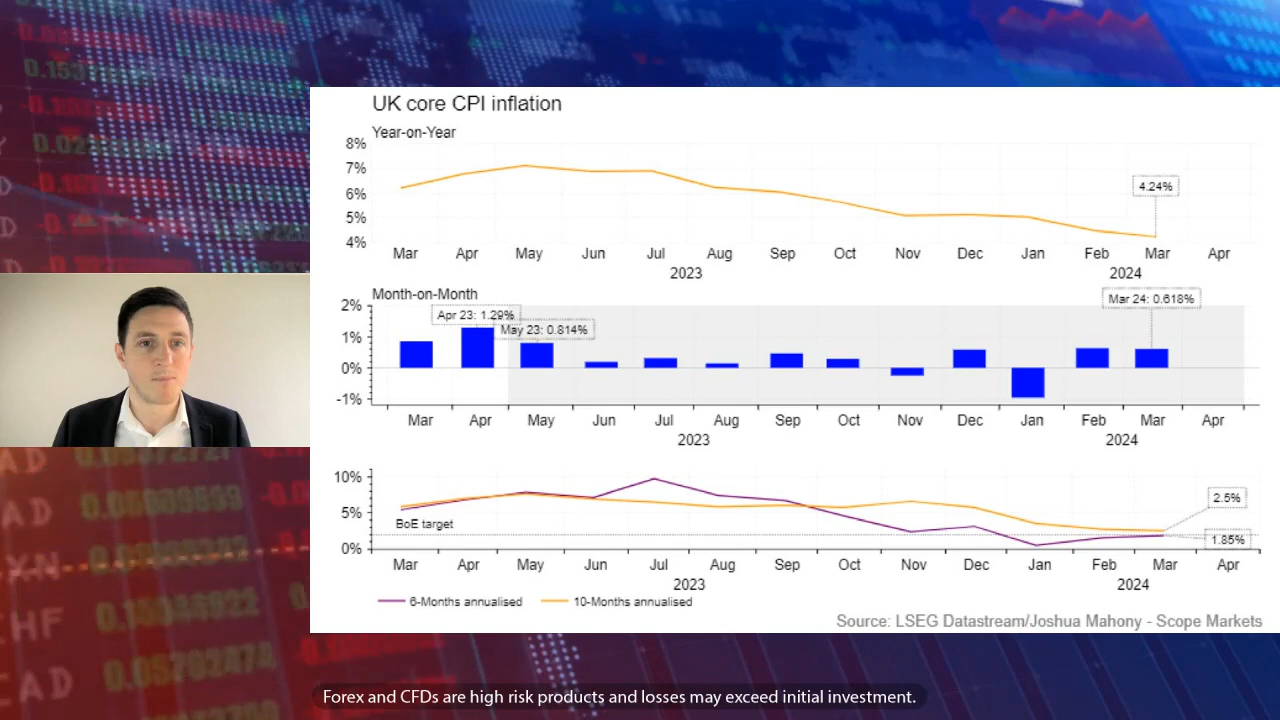 UK core CPI inflation
Year-on-Year
8%
7%
6%
5%
4%
4.24%
Mar Apr May Jun Jul Aug Sep Oct Nov Dec Jan Feb Mar Apr
2023 2024
Month-on-Month
2%
1%
0%
-1%
Apr 23: 1.29%
May 23: 0.814%
Mar 24: 0.618%
Mar Apr May Jun Jul Aug Sep Oct Nov Dec Jan Feb Mar Apr
2023 2024
10%
5%
0%
BoE target
2.5%
1.85%
Mar Apr May Jun Jul Aug Sep Oct Nov Dec Jan Feb Mar Apr
2023 2024
6-Months annualised 10-Months annualised
Source: LSEG Datastream/Joshua Mahony - Scope Markets
Forex and CFDs are high risk products and losses may exceed initial investment.